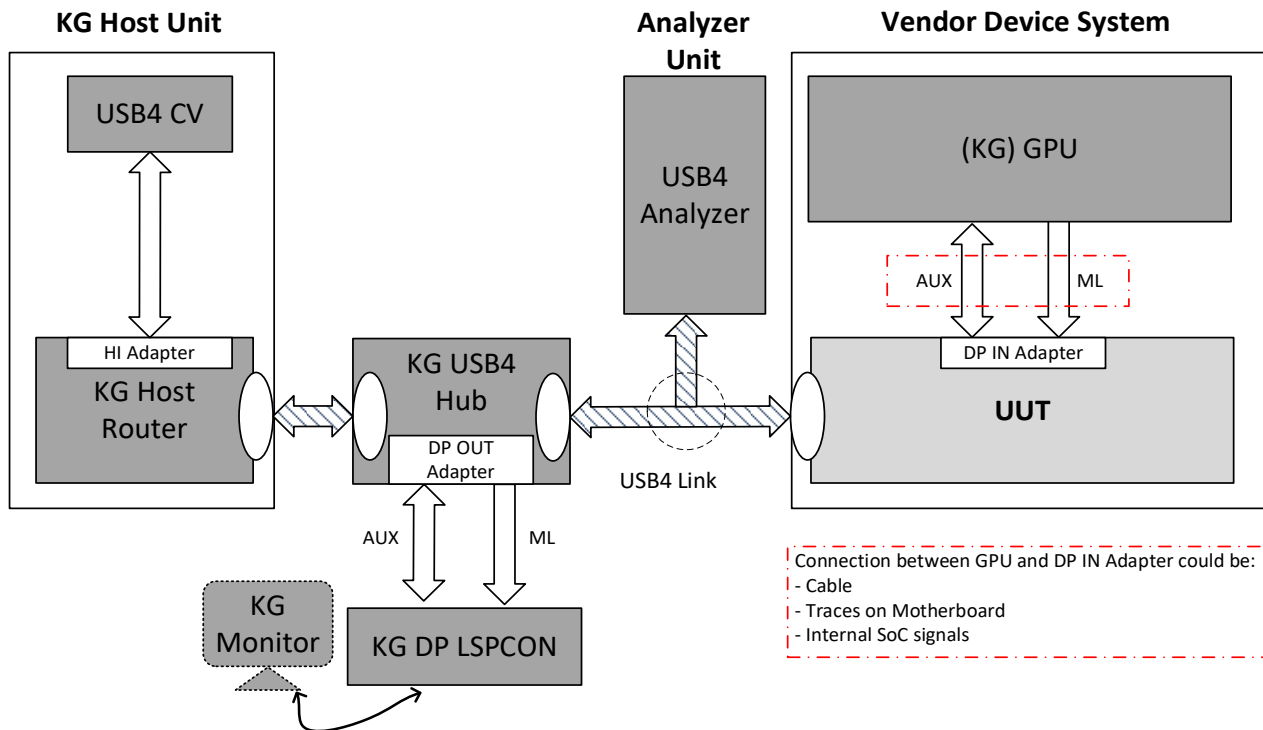 KG Host Unit
USB4 CV
HI Adapter
KG Host
Router
KG USB4
Hub
DP OUT
Adapter
AUX
ML
KG
Monitor
KG DP LSPCON
Analyzer
Unit
USB4
Analyzer
USB4 Link
Vendor Device System
(KG) GPU
AUX
ML
DP IN Adapter
UUT
Connection between GPU and DP IN Adapter could be:
- Cable
- Traces on Motherboard
- Internal SoC signals